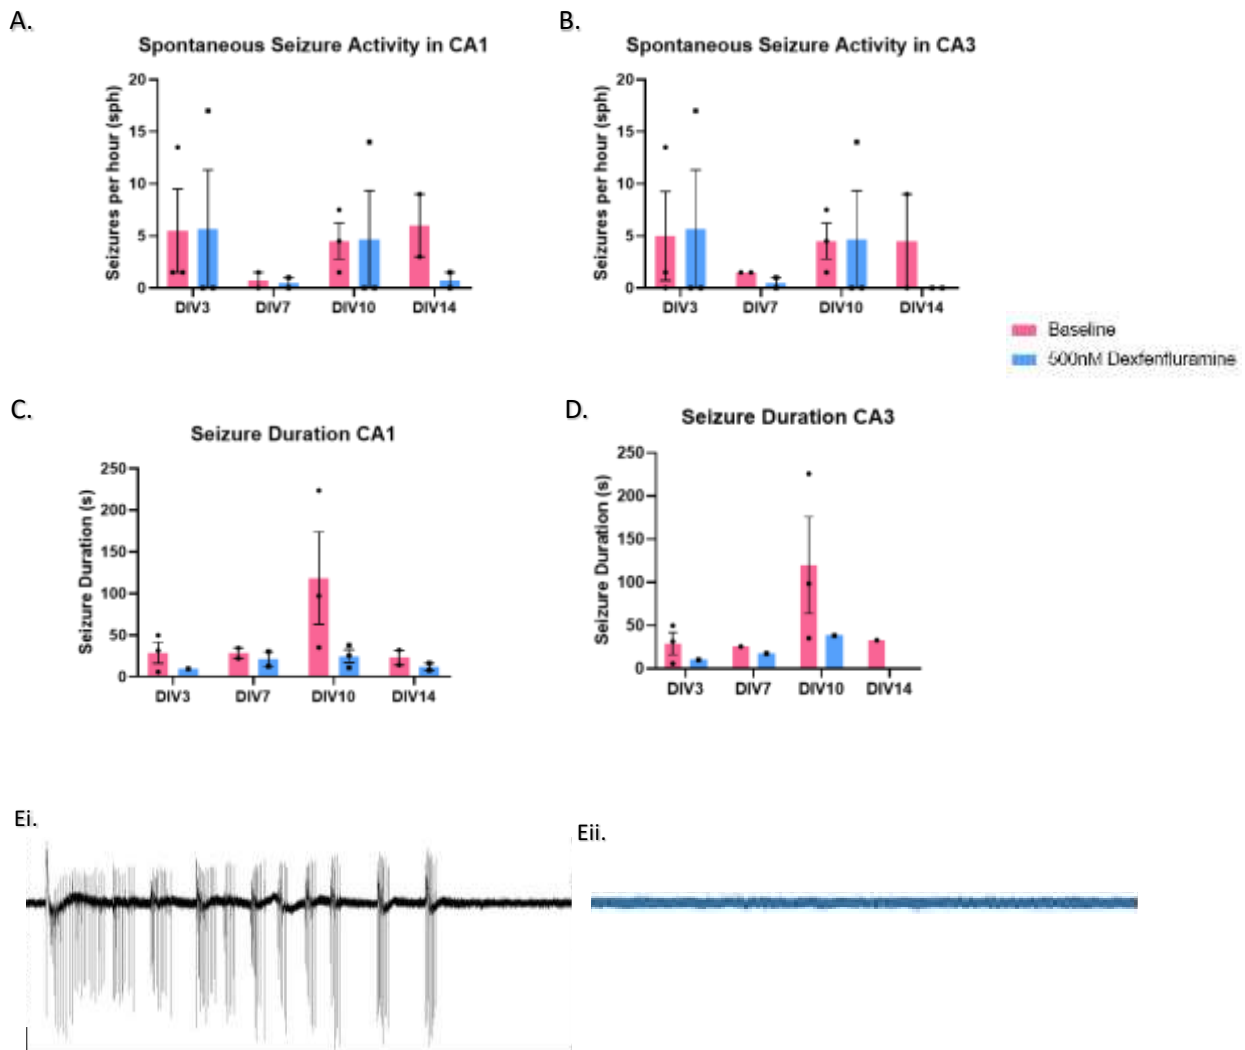 A.
Spontaneous Seizure Activity in CA1
Seizures per hour (sph)
20
15
10
5
0
DIV3 DIV7 DIV10 DIV14
B.
Spontaneous Seizure Activity in CA3
Seizures per hour (sph)
20
15
10
5
0
DIV3 DIV7 DIV10 DIV14
Baseline
500nM Dexfenfluramine
C.
Seizure Duration CA1
Seizure Duration (s)
250
200
150
100
50
0
DIV3 DIV7 DIV10 DIV14
D.
Seizure Duration CA3
Seizure Duration (s)
250
200
150
100
50
0
DIV3 DIV7 DIV10 DIV14
Ei.
Eii.